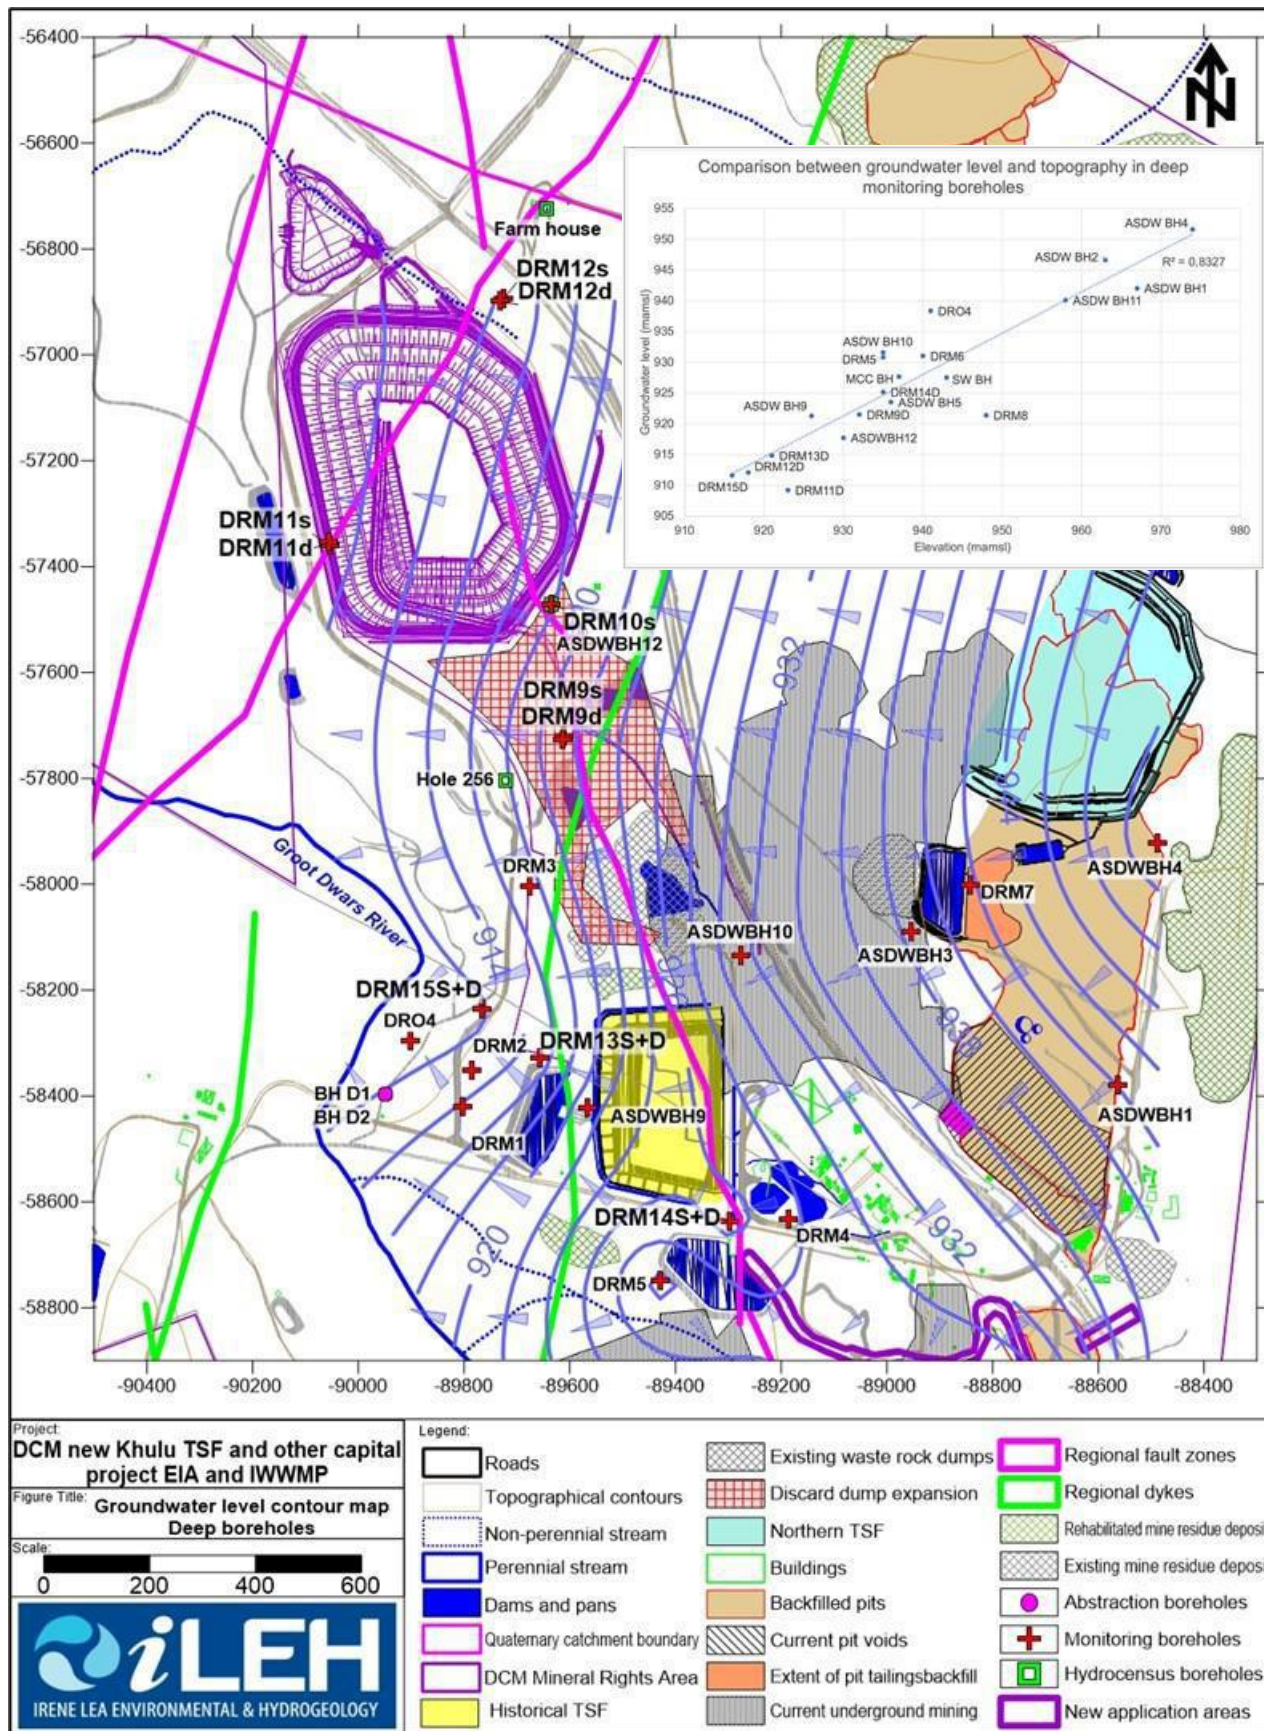 -56400
-56600
-56800
-57000
-57200
-57400
-57600
-57800
-58000
-58200
-58400
-58600
-58800
-90400
-90200
-90000
-89800
-89600
-89400
-89200
-89000
-88800
-88600
-88400
N
Comparison between groundwater level and topography in deep
monitoring boreholes
Groundwater level (mamsl)
955
950
945
940
935
930
925
920
915
910
905
910
920
930
940
950
960
970
980
Elevation (mamsl)
ASDW BH4
ASDW BH2
R² = 0,8327
ASDW BH1
ASDW BH11
DRO4
ASDW BH10
DRM5
DRM6
MCC BH
SW BH
DRM14D
ASDW BH5
ASDW BH9
DRM9D
DRM8
ASDWBH12
DRM13D
DRM12D
DRM15D
DRM11D
Farm house
DRM12s
DRM12d
DRM11s
DRM11d
DRM10s
ASDWBH12
DRM9s
DRM9d
932
Hole 256
Groot Dwars River
DRM3
944
ASDWBH4
DRM7
ASDWBH10
ASDWBH3
DRM15S+D
DRO4
DRM2
DRM13S+D
938
BH D1
BH D2
DRM1
ASDWBH9
ASDWBH1
DRM14S+D
DRM4
DRM5
920
932
Project:
DCM new Khulu TSF and other capital
project EIA and IWWMP
Figure Title:
Groundwater level contour map
Deep boreholes
Scale:
0 200 400 600
iLEH
IRENE LEA ENVIRONMENTAL & HYDROGEOLOGY
Legend:
Roads
Topographical contours
Non-perennial stream
Perennial stream
Dams and pans
Quaternary catchment boundary
DCM Mineral Rights Area
Historical TSF
Existing waste rock dumps
Discard dump expansion
Northern TSF
Buildings
Backfilled pits
Current pit voids
Extent of pit tailingsbackfill
Current underground mining
Regional fault zones
Regional dykes
Rehabilitated mine residue deposi
Existing mine residue deposi
Abstraction boreholes
Monitoring boreholes
Hydrocensus boreholes
New application areas